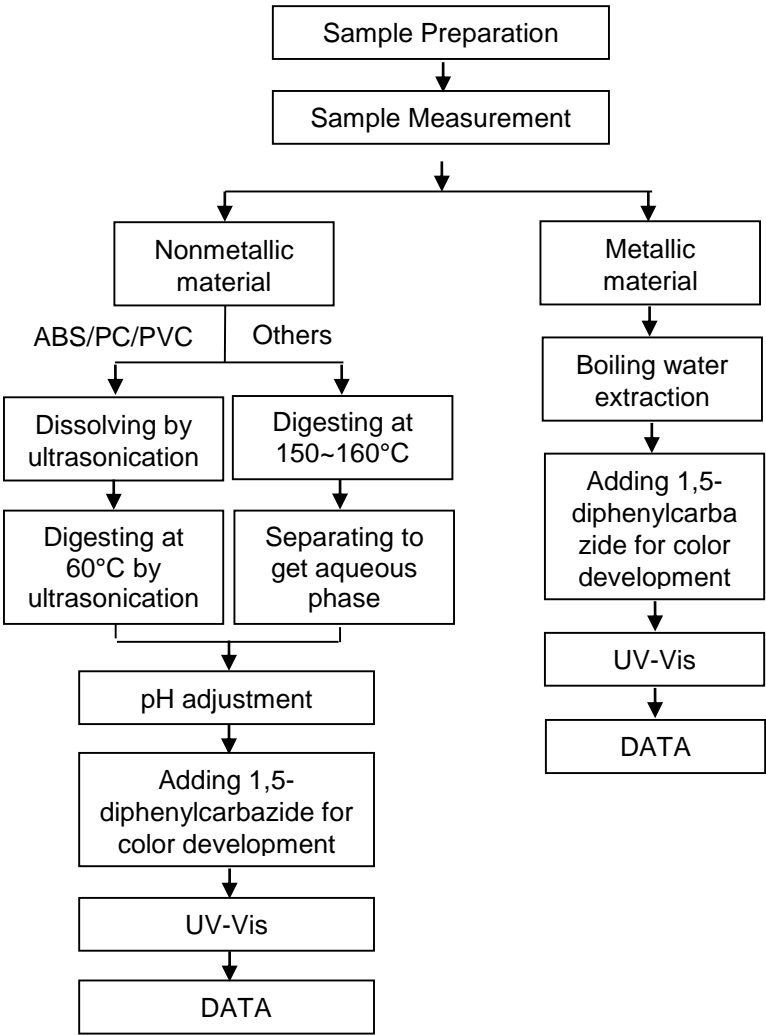 Sample Preparation
Sample Measurement
Nonmetallic
material
ABS/PC/PVC
Others
Dissolving by
ultrasonication
Digesting at
150~160°C
Digesting at
60°C by
ultrasonication
Separating to
get aqueous
phase
pH adjustment
Adding 1,5-
diphenylcarbazide for
color development
UV-Vis
DATA
Metallic
material
Boiling water
extraction
Adding 1,5-
diphenylcarba
zide for color
development
UV-Vis
DATA